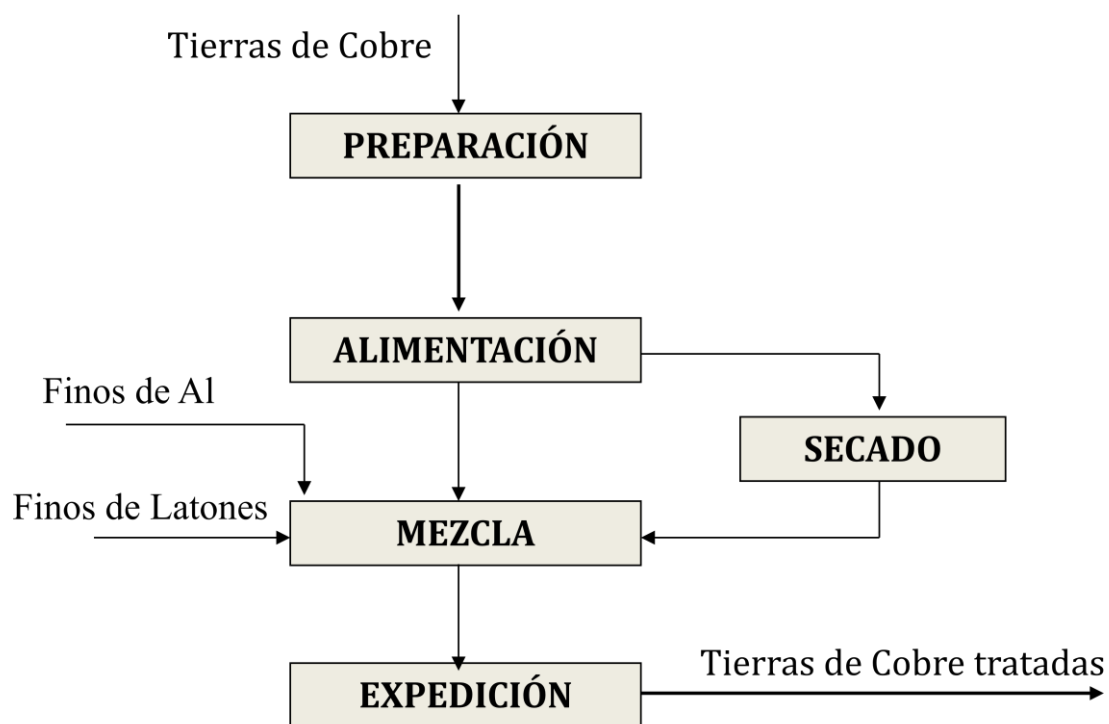 Tierras de Cobre
PREPARACIÓN
ALIMENTACIÓN
Finos de Al
SECADO
Finos de Latones
MEZCLA
Tierras de Cobre tratadas
EXPEDICIÓN